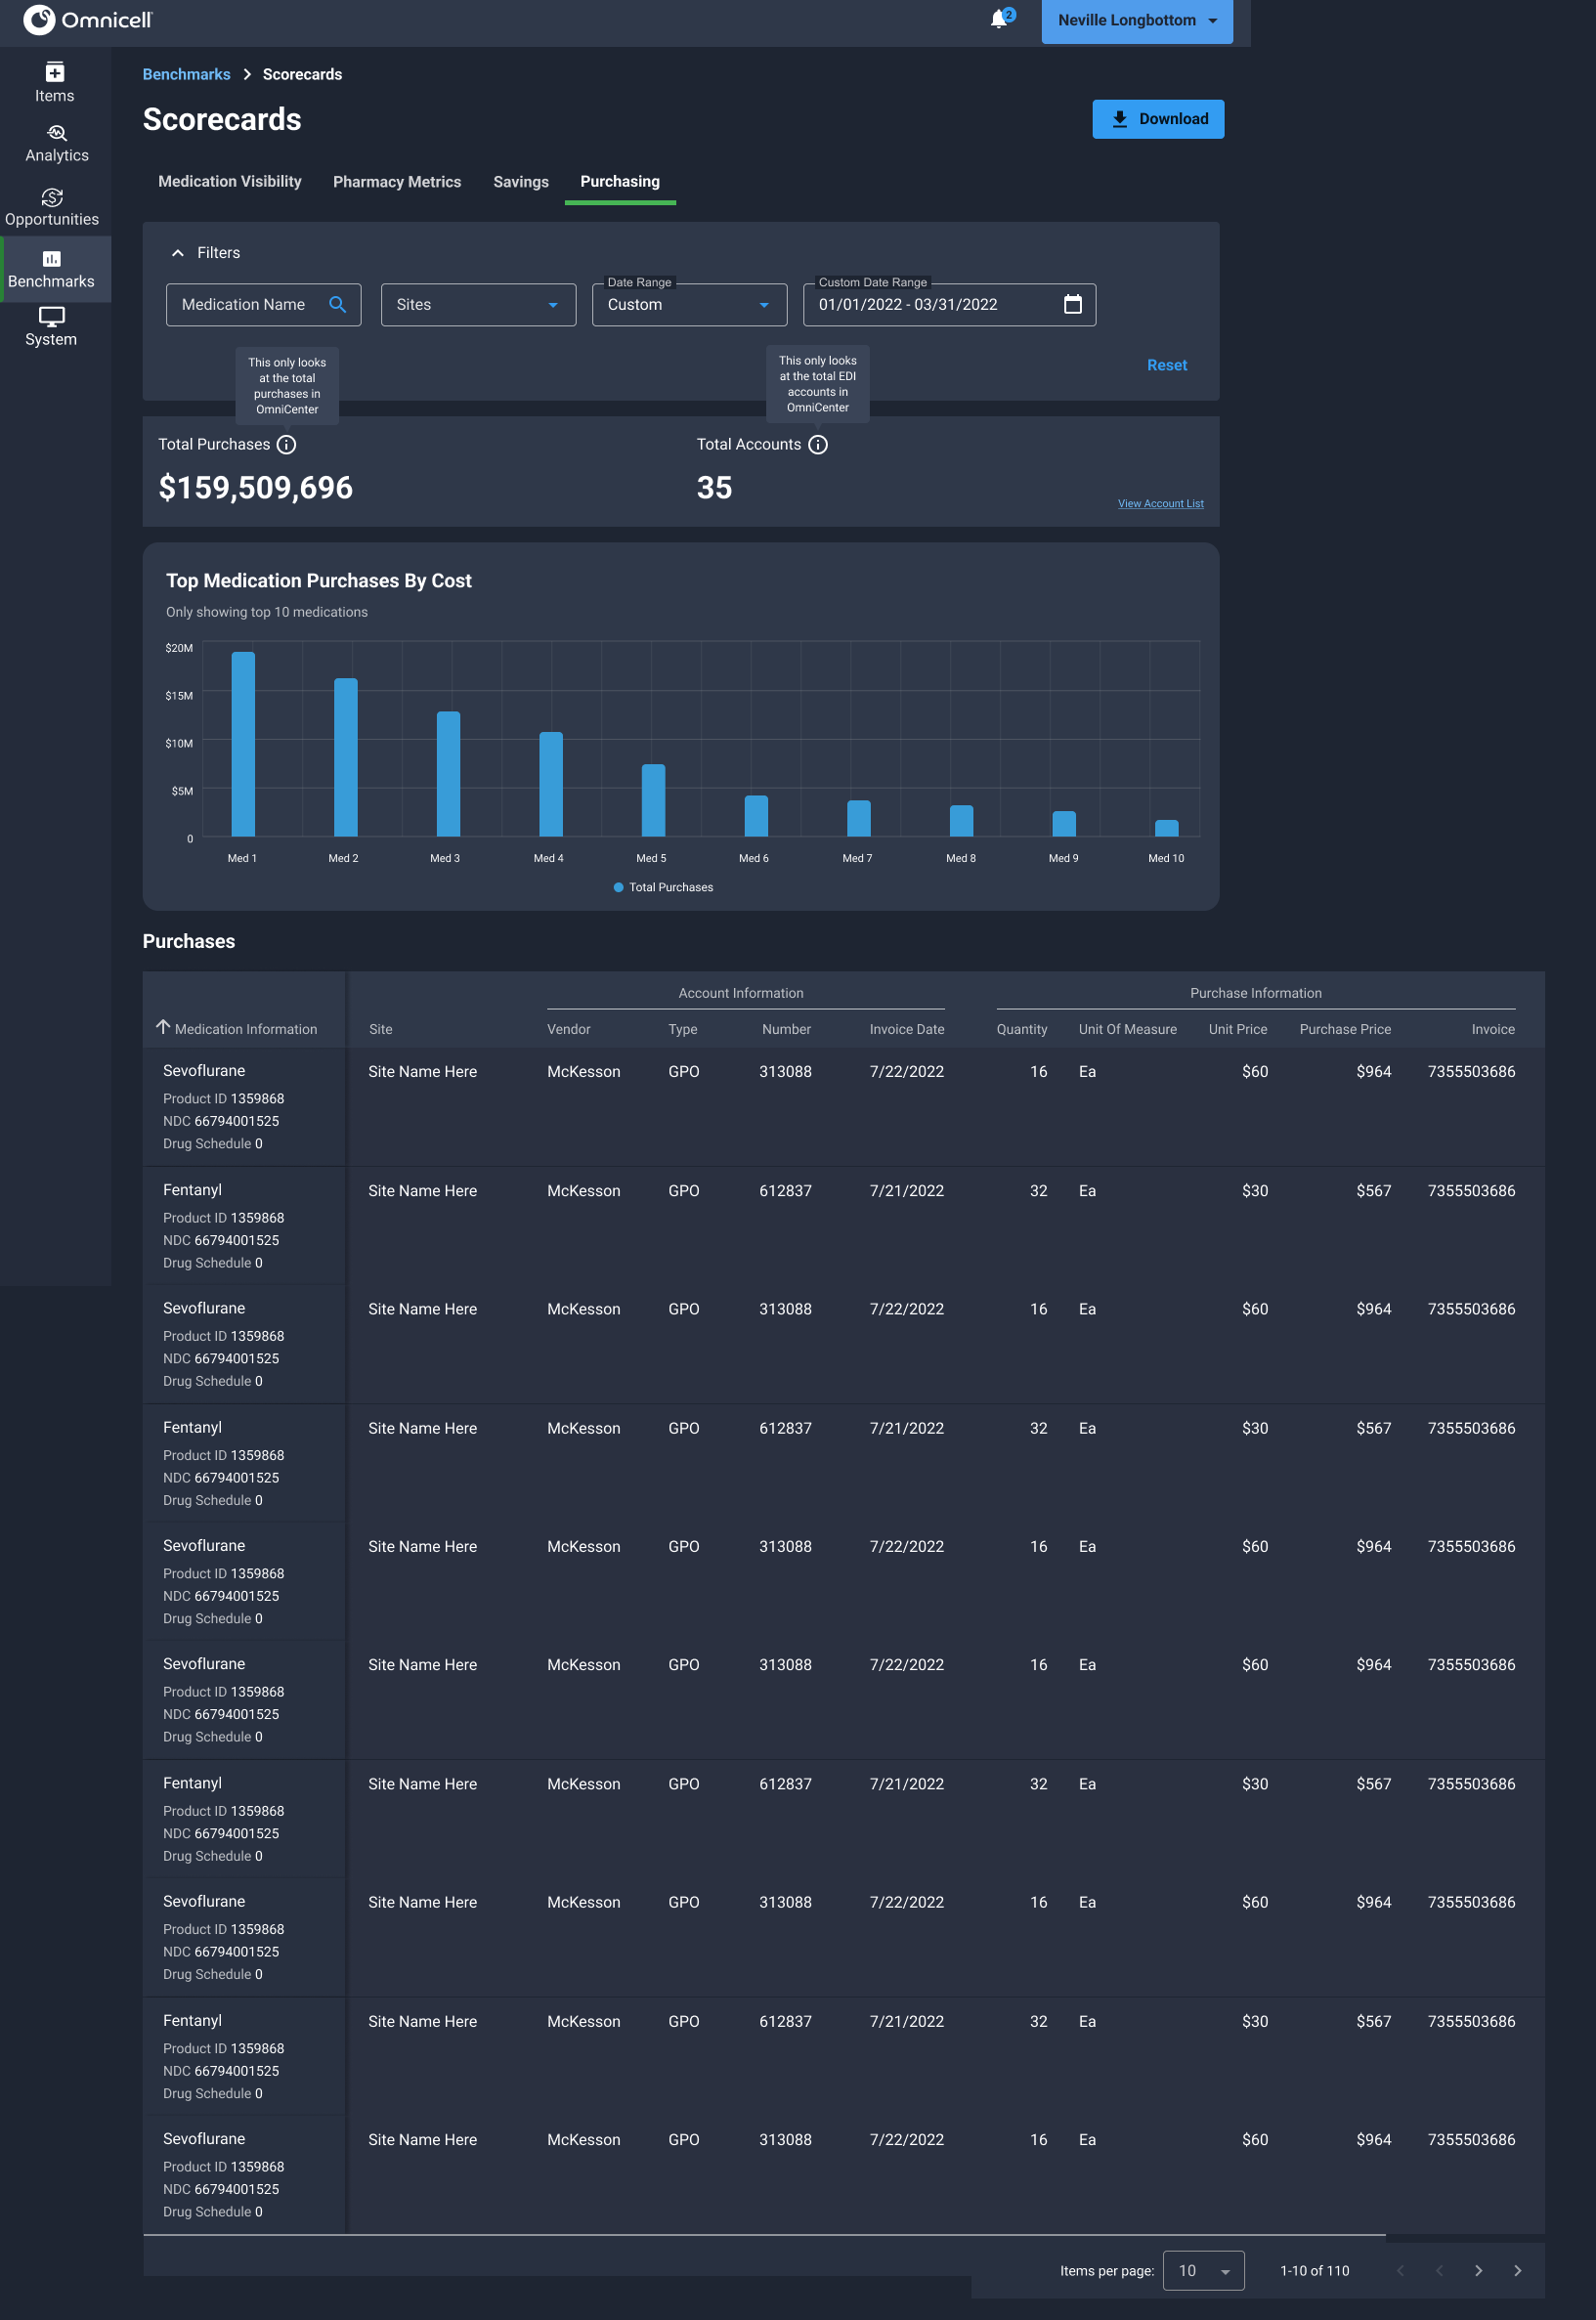 Omnicell
2
Neville Longbottom
Items
Analytics
Opportunities
Benchmarks
System
Benchmarks > Scorecards
Scorecards
Download
Medication Visibility Pharmacy Metrics Savings Purchasing
Filters
Medication Name
Sites
Date Range
Custom
Custom Date Range
01/01/2022 - 03/31/2022
This only looks
at the total
purchases in
OmniCenter
This only looks
at the total EDI
accounts in
OmniCenter
Reset
Total Purchases
$159,509,696
Total Accounts
35
View Account List
Top Medication Purchases By Cost
Only showing top 10 medications
$20M
$15M
$10M
$5M
0
Med 1 Med 2 Med 3 Med 4 Med 5 Med 6 Med 7 Med 8 Med 9 Med 10
Total Purchases
Purchases
Account Information Purchase Information
Medication Information Site Vendor Type Number Invoice Date Quantity Unit Of Measure Unit Price Purchase Price Invoice
Sevoflurane Site Name Here McKesson GPO 313088 7/22/2022 16 Ea $60 $964 7355503686
Product ID 1359868
NDC 66794001525
Drug Schedule 0
Fentanyl Site Name Here McKesson GPO 612837 7/21/2022 32 Ea $30 $567 7355503686
Product ID 1359868
NDC 66794001525
Drug Schedule 0
Sevoflurane Site Name Here McKesson GPO 313088 7/22/2022 16 Ea $60 $964 7355503686
Product ID 1359868
NDC 66794001525
Drug Schedule 0
Fentanyl Site Name Here McKesson GPO 612837 7/21/2022 32 Ea $30 $567 7355503686
Product ID 1359868
NDC 66794001525
Drug Schedule 0
Sevoflurane Site Name Here McKesson GPO 313088 7/22/2022 16 Ea $60 $964 7355503686
Product ID 1359868
NDC 66794001525
Drug Schedule 0
Sevoflurane Site Name Here McKesson GPO 313088 7/22/2022 16 Ea $60 $964 7355503686
Product ID 1359868
NDC 66794001525
Drug Schedule 0
Fentanyl Site Name Here McKesson GPO 612837 7/21/2022 32 Ea $30 $567 7355503686
Product ID 1359868
NDC 66794001525
Drug Schedule 0
Sevoflurane Site Name Here McKesson GPO 313088 7/22/2022 16 Ea $60 $964 7355503686
Product ID 1359868
NDC 66794001525
Drug Schedule 0
Fentanyl Site Name Here McKesson GPO 612837 7/21/2022 32 Ea $30 $567 7355503686
Product ID 1359868
NDC 66794001525
Drug Schedule 0
Sevoflurane Site Name Here McKesson GPO 313088 7/22/2022 16 Ea $60 $964 7355503686
Product ID 1359868
NDC 66794001525
Drug Schedule 0
Items per page: 10 1-10 of 110